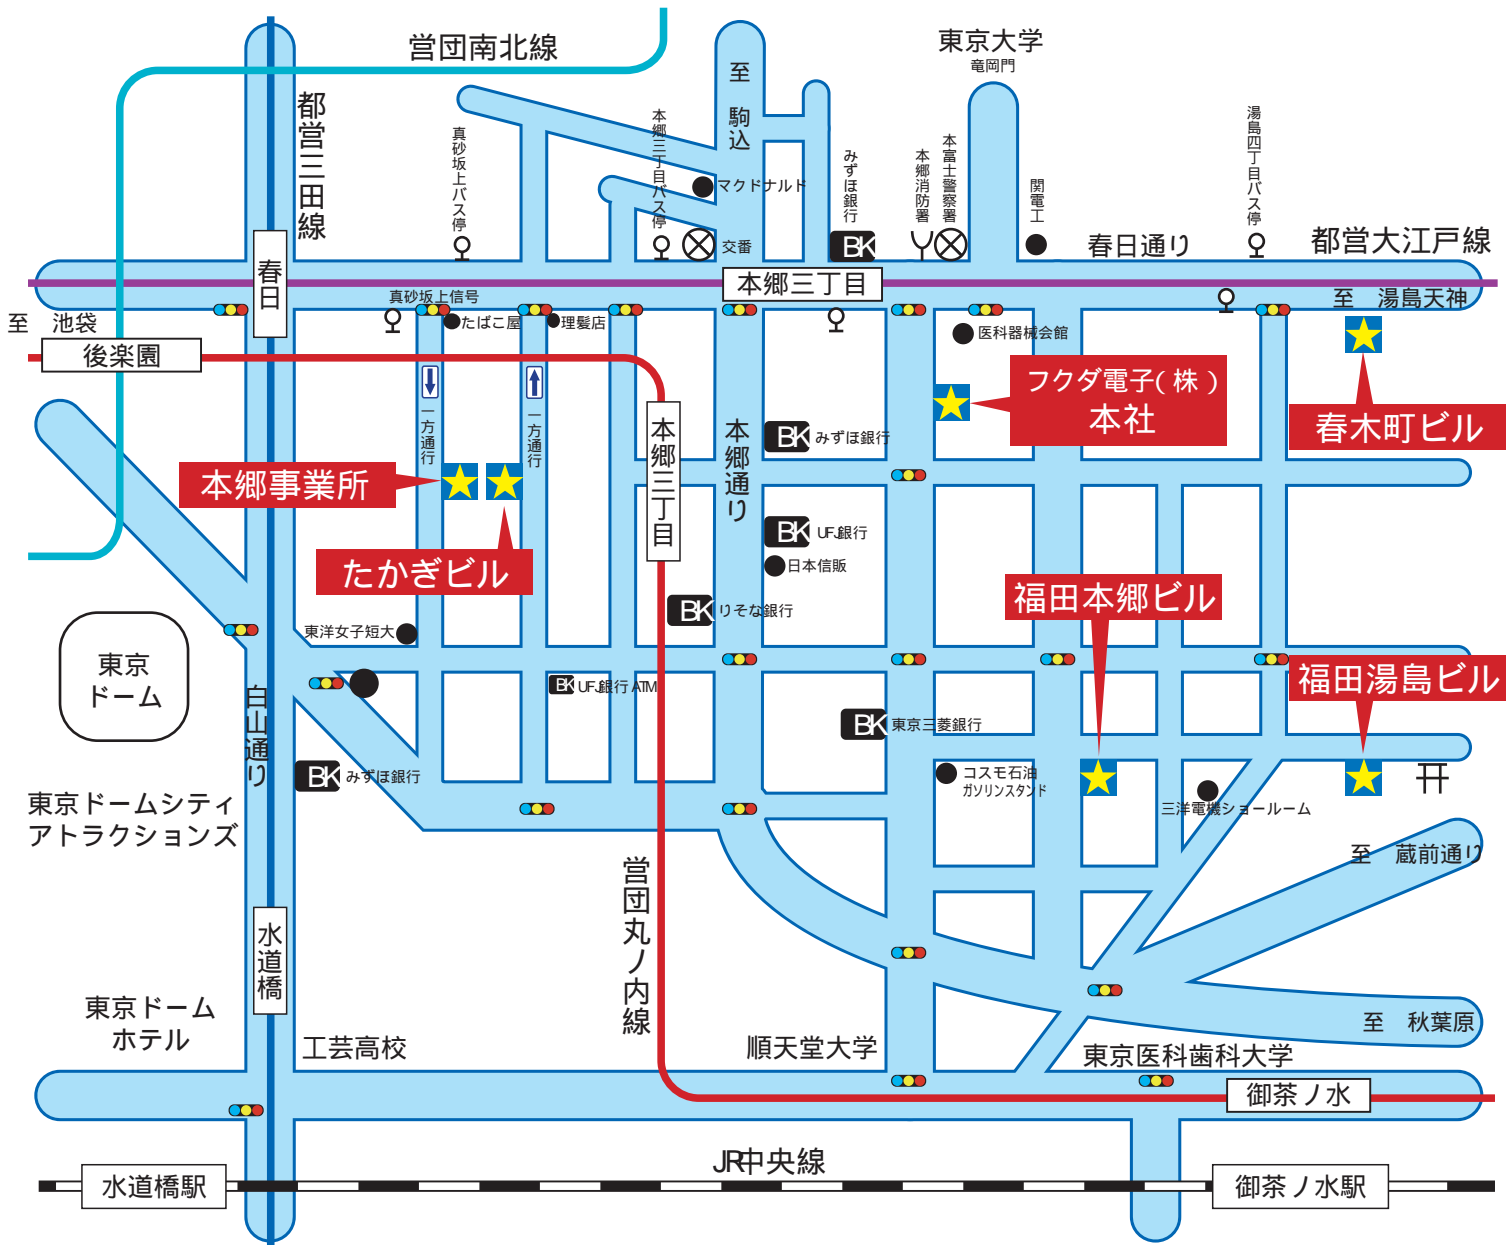 営団南北線
東京大学
竜岡門
至 駒込
都営三田線
真砂坂上バス停
本郷三丁目バス停
マクドナルド
みずほ銀行
本郷消防署
本富士警察署
関電工
湯島四丁目バス停
交番
BK
春日通り
都営大江戸線
春日
本郷三丁目
至 湯島天神
真砂坂上信号
たばこ屋
理髪店
至 池袋
後楽園
医科器械会館
フクダ電子(株)
本社
春木町ビル
一方通行
一方通行
本郷三丁目
本郷通り
BK みずほ銀行
本郷事業所
たかぎビル
BK UFJ銀行
日本信販
福田本郷ビル
BK りそな銀行
東洋女子短大
東京
ドーム
福田湯島ビル
BK UFJ銀行 ATM
白山通り
BK 東京三菱銀行
BK みずほ銀行
コスモ石油
ガソリンスタンド
三洋電機ショールーム
東京ドームシティ
アトラクションズ
至 蔵前通り
営団丸ノ内線
水道橋
東京ドーム
ホテル
工芸高校
順天堂大学
至 秋葉原
東京医科歯科大学
御茶ノ水
JR中央線
水道橋駅
御茶ノ水駅